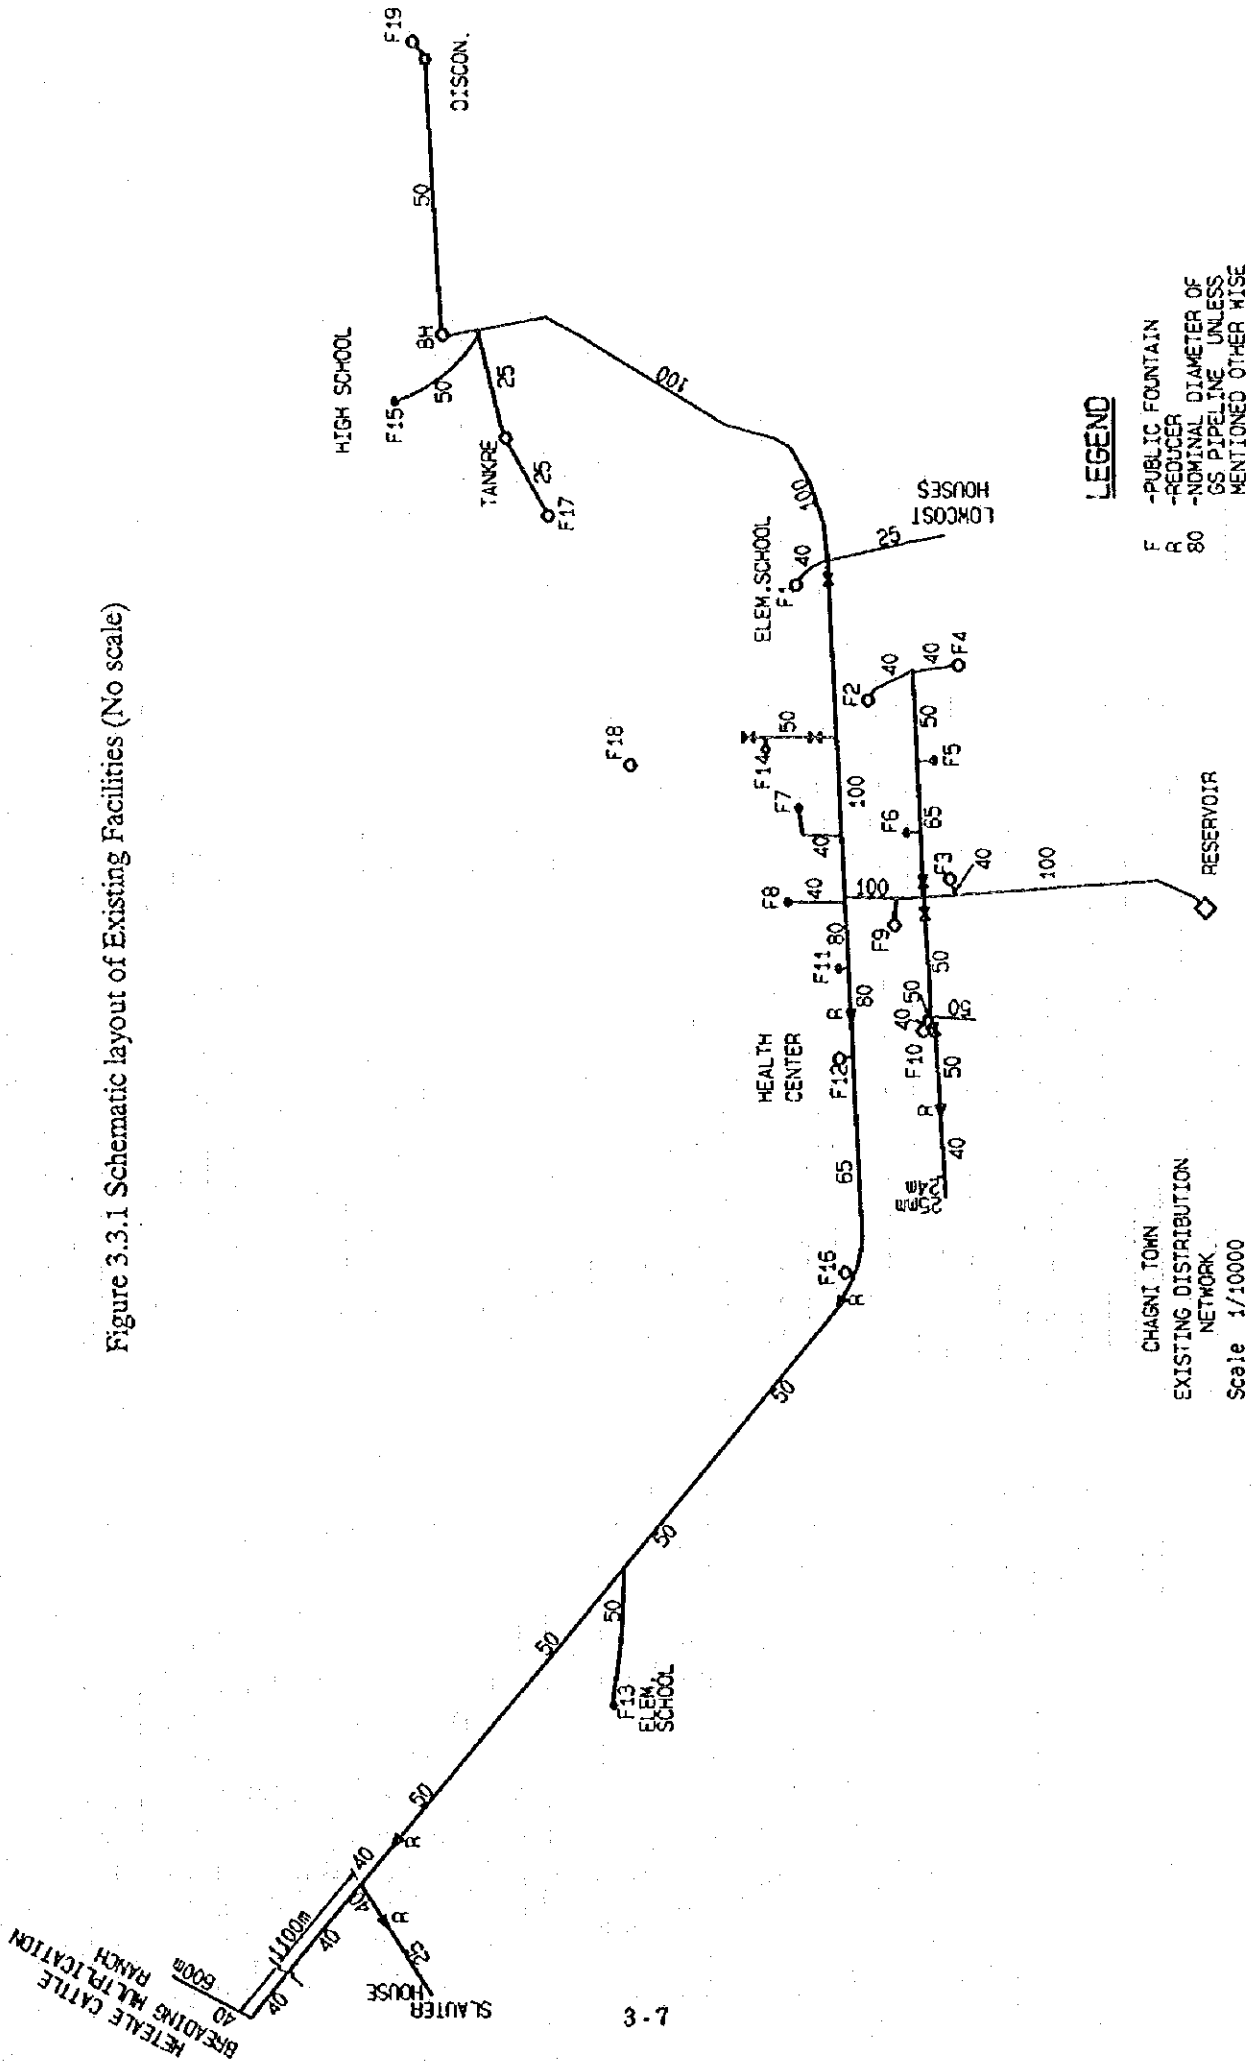 Figure 3.3.1 Schematic layout of Existing Facilities (No scale)
F19
DISCON.
50
BH
HIGH SCHOOL
F15
50
25
TANKRE
25
F17
100
100
ELEM.SCHOOL
F1
40
25
LOWCOST
HOUSES
F18
F14
50
F7
40
100
F2
40
40
F4
50
F5
F6
65
F3
40
F8
40
100
100
F9
RESERVOIR
80
F11
80
R
HEALTH
CENTER
F12
50
50
40
50
F10
50
R
40
25mm
24m
65
F16
R
50
50
50
50
F13
ELEM.
SCHOOL
50
R
40
40
R
25
SLAUTER
HOUSE
1100m
40
40
40
600m
HETEALE CATTLE
BREADING MULTIPLICATION
RANCH
LEGEND
F -PUBLIC FOUNTAIN
R -REDUCER
80 -NOMINAL DIAMETER OF
GS PIPELINE UNLESS
MENTIONED OTHER WISE
CHAGNI TOWN
EXISTING DISTRIBUTION
NETWORK
Scale 1/10000
3-7